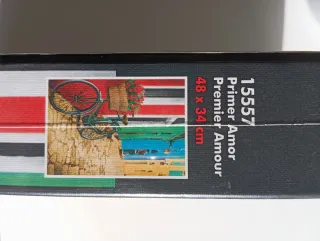 15557
Primer Amor
Premier Amour
48 x 34 cm